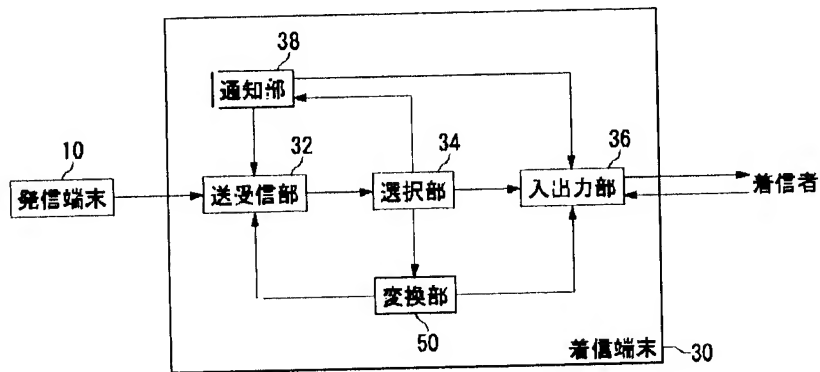 38
通知部
10
32
34
36
発信端末
送受信部
選択部
入出力部
着信者
変換部
50
着信端末
30